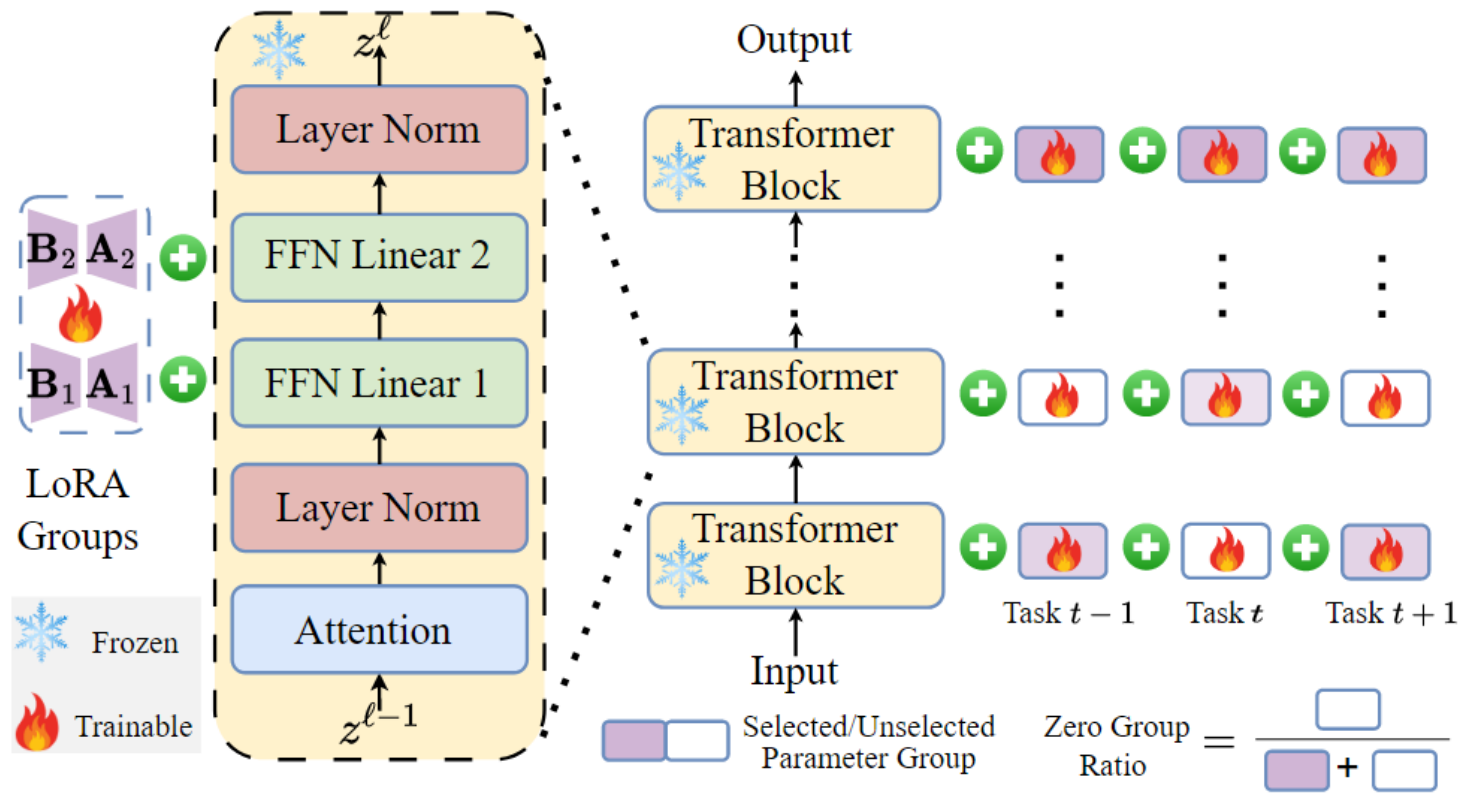 z^ℓ
Layer Norm
FFN Linear 2
FFN Linear 1
Layer Norm
Attention
z^{ℓ−1}
B₂ A₂
B₁ A₁
LoRA
Groups
Frozen
Trainable
Output
Transformer
Block
Transformer
Block
Transformer
Block
Input
Task t − 1
Task t
Task t + 1
Selected/Unselected
Parameter Group
Zero Group
Ratio
=
+